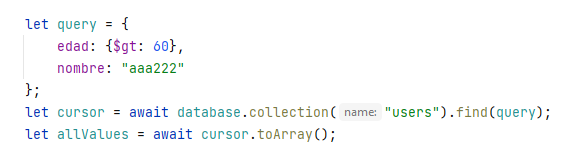 let query = {
    edad: {$gt: 60},
    nombre: "aaa222"
};
let cursor = await database.collection( name: "users").find(query);
let allValues = await cursor.toArray();